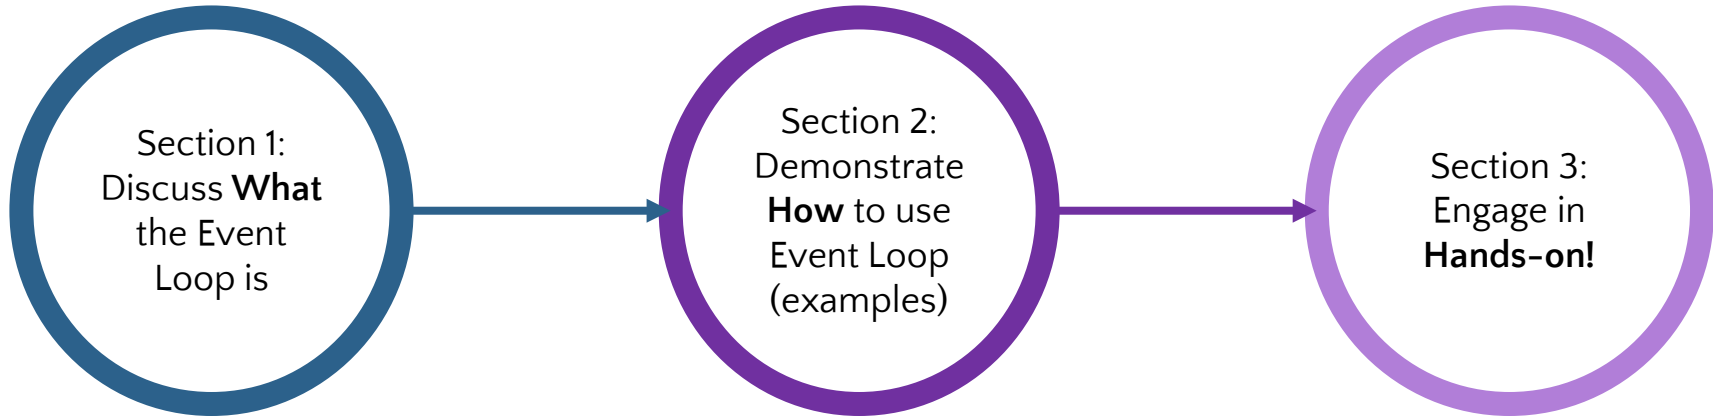 Section 1:
Discuss What
the Event
Loop is
Section 2:
Demonstrate
How to use
Event Loop
(examples)
Section 3:
Engage in
Hands-on!